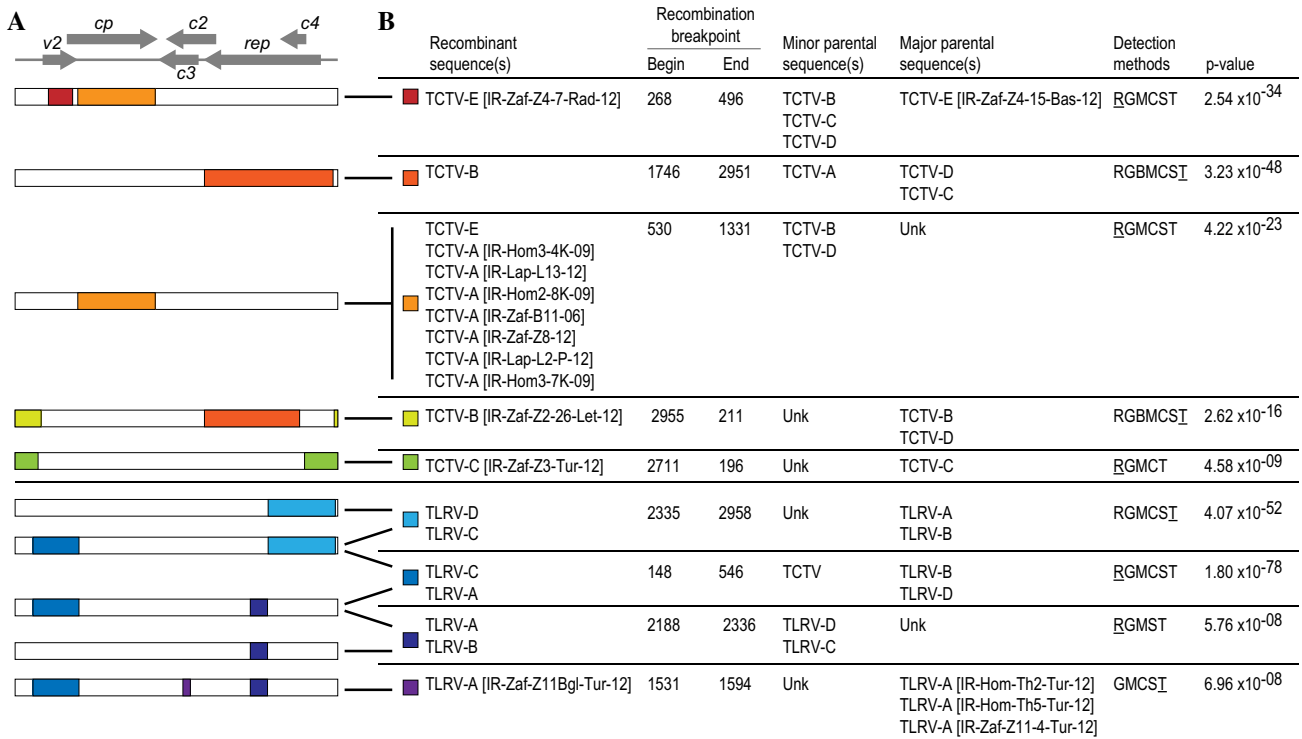 A
cp
c2
c4
v2
rep
c3
B
Recombination
breakpoint
Recombinant
sequence(s)
Begin
End
Minor parental
sequence(s)
Major parental
sequence(s)
Detection
methods
p-value
TCTV-E [IR-Zaf-Z4-7-Rad-12] 268 496 TCTV-B TCTV-E [IR-Zaf-Z4-15-Bas-12] RGMCST 2.54 x10-34
TCTV-C
TCTV-D
TCTV-B 1746 2951 TCTV-A TCTV-D RGBMCST 3.23 x10-48
TCTV-C
TCTV-E 530 1331 TCTV-B Unk RGMCST 4.22 x10-23
TCTV-A [IR-Hom3-4K-09] TCTV-D
TCTV-A [IR-Lap-L13-12]
TCTV-A [IR-Hom2-8K-09]
TCTV-A [IR-Zaf-B11-06]
TCTV-A [IR-Zaf-Z8-12]
TCTV-A [IR-Lap-L2-P-12]
TCTV-A [IR-Hom3-7K-09]
TCTV-B [IR-Zaf-Z2-26-Let-12] 2955 211 Unk TCTV-B RGBMCST 2.62 x10-16
TCTV-D
TCTV-C [IR-Zaf-Z3-Tur-12] 2711 196 Unk TCTV-C RGMCT 4.58 x10-09
TLRV-D 2335 2958 Unk TLRV-A RGMCST 4.07 x10-52
TLRV-C TLRV-B
TLRV-C 148 546 TCTV TLRV-B RGMCST 1.80 x10-78
TLRV-A TLRV-D
TLRV-A 2188 2336 TLRV-D Unk RGMST 5.76 x10-08
TLRV-B TLRV-C
TLRV-A [IR-Zaf-Z11Bgl-Tur-12] 1531 1594 Unk TLRV-A [IR-Hom-Th2-Tur-12] GMCST 6.96 x10-08
TLRV-A [IR-Hom-Th5-Tur-12]
TLRV-A [IR-Zaf-Z11-4-Tur-12]